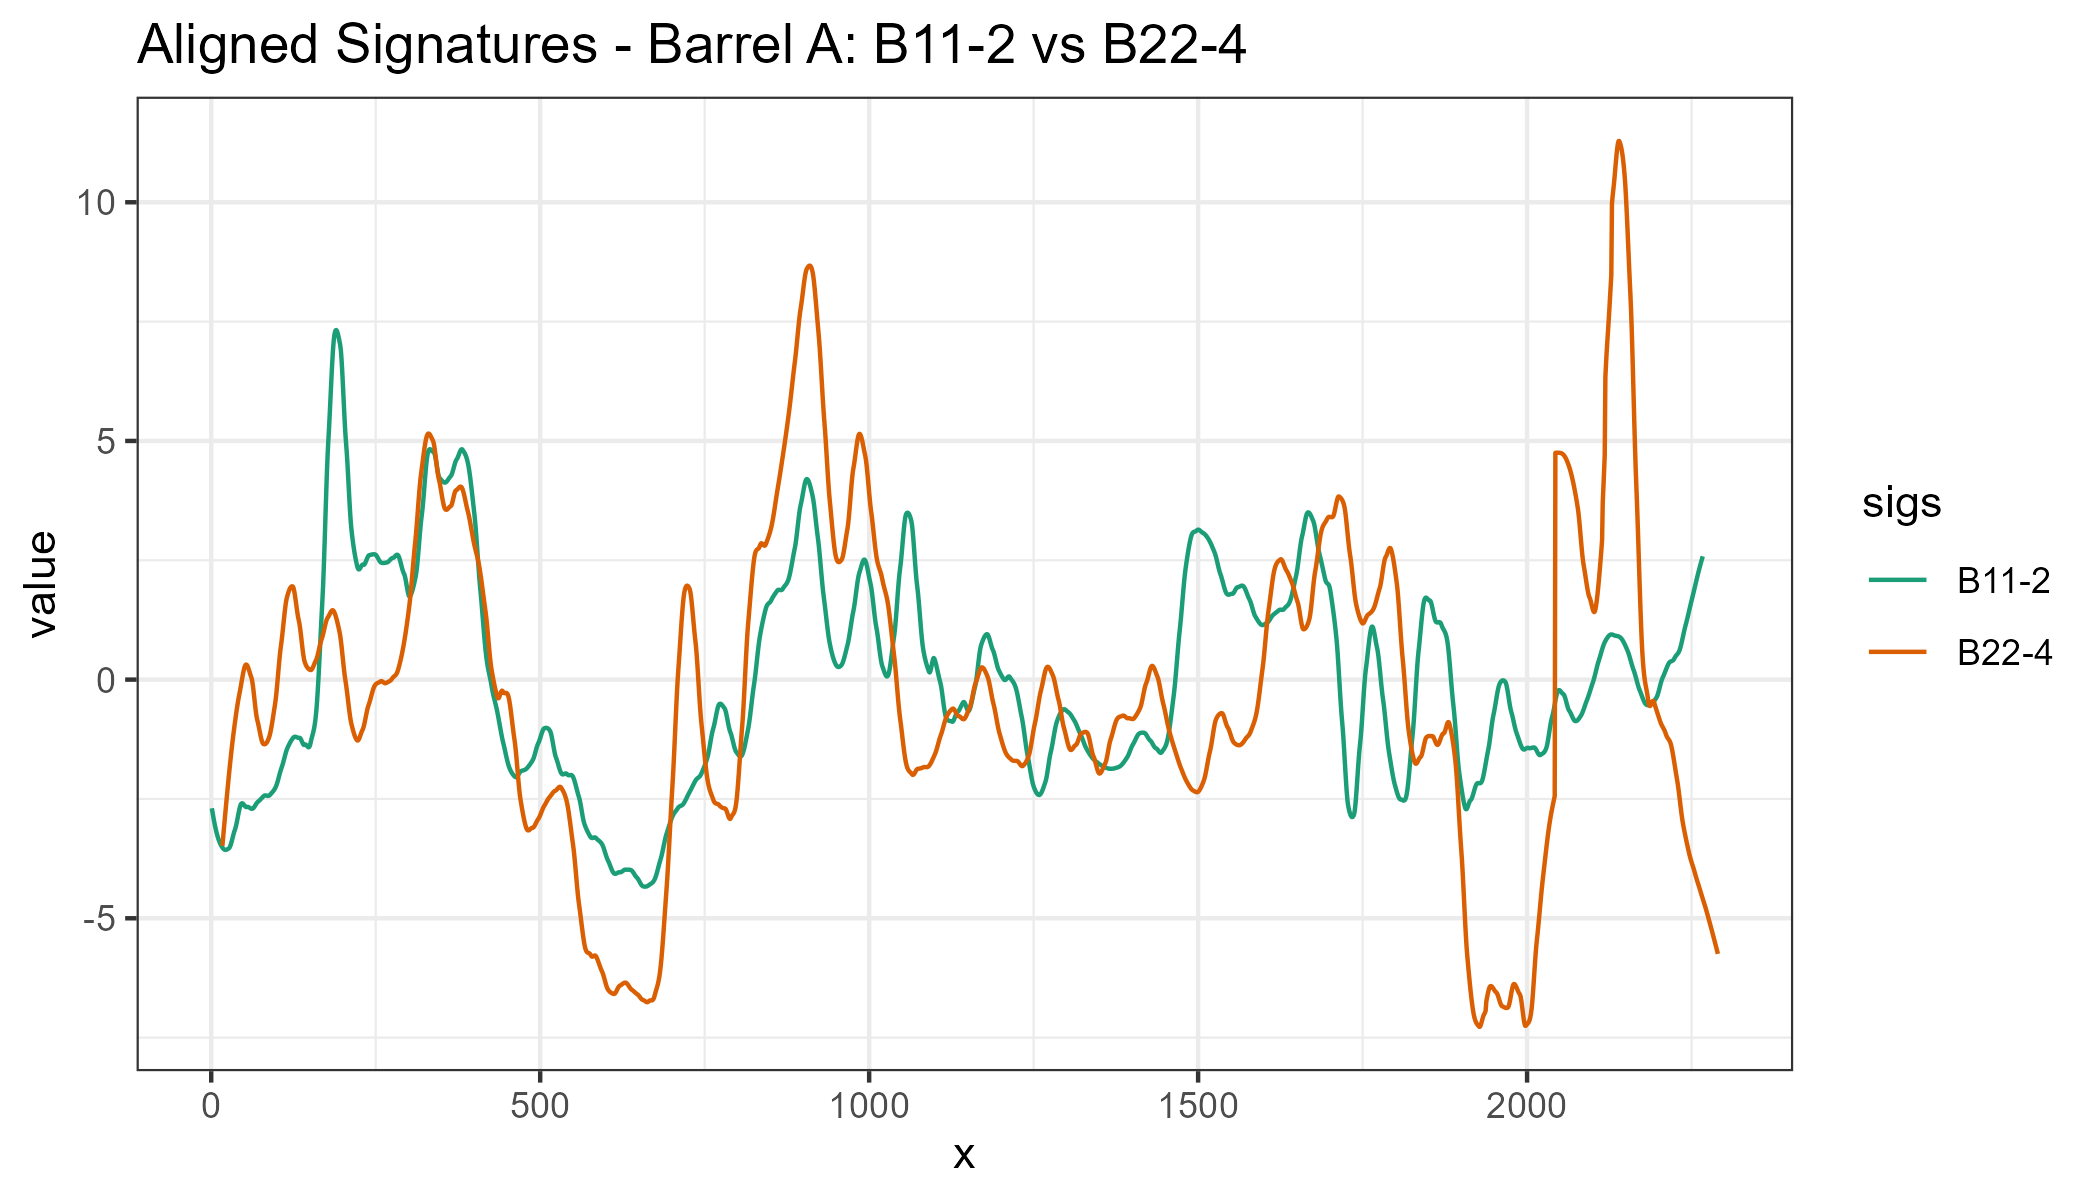 Aligned Signatures - Barrel A: B11-2 vs B22-4
10
5
0
-5
value
0 500 1000 1500 2000
x
sigs
B11-2
B22-4